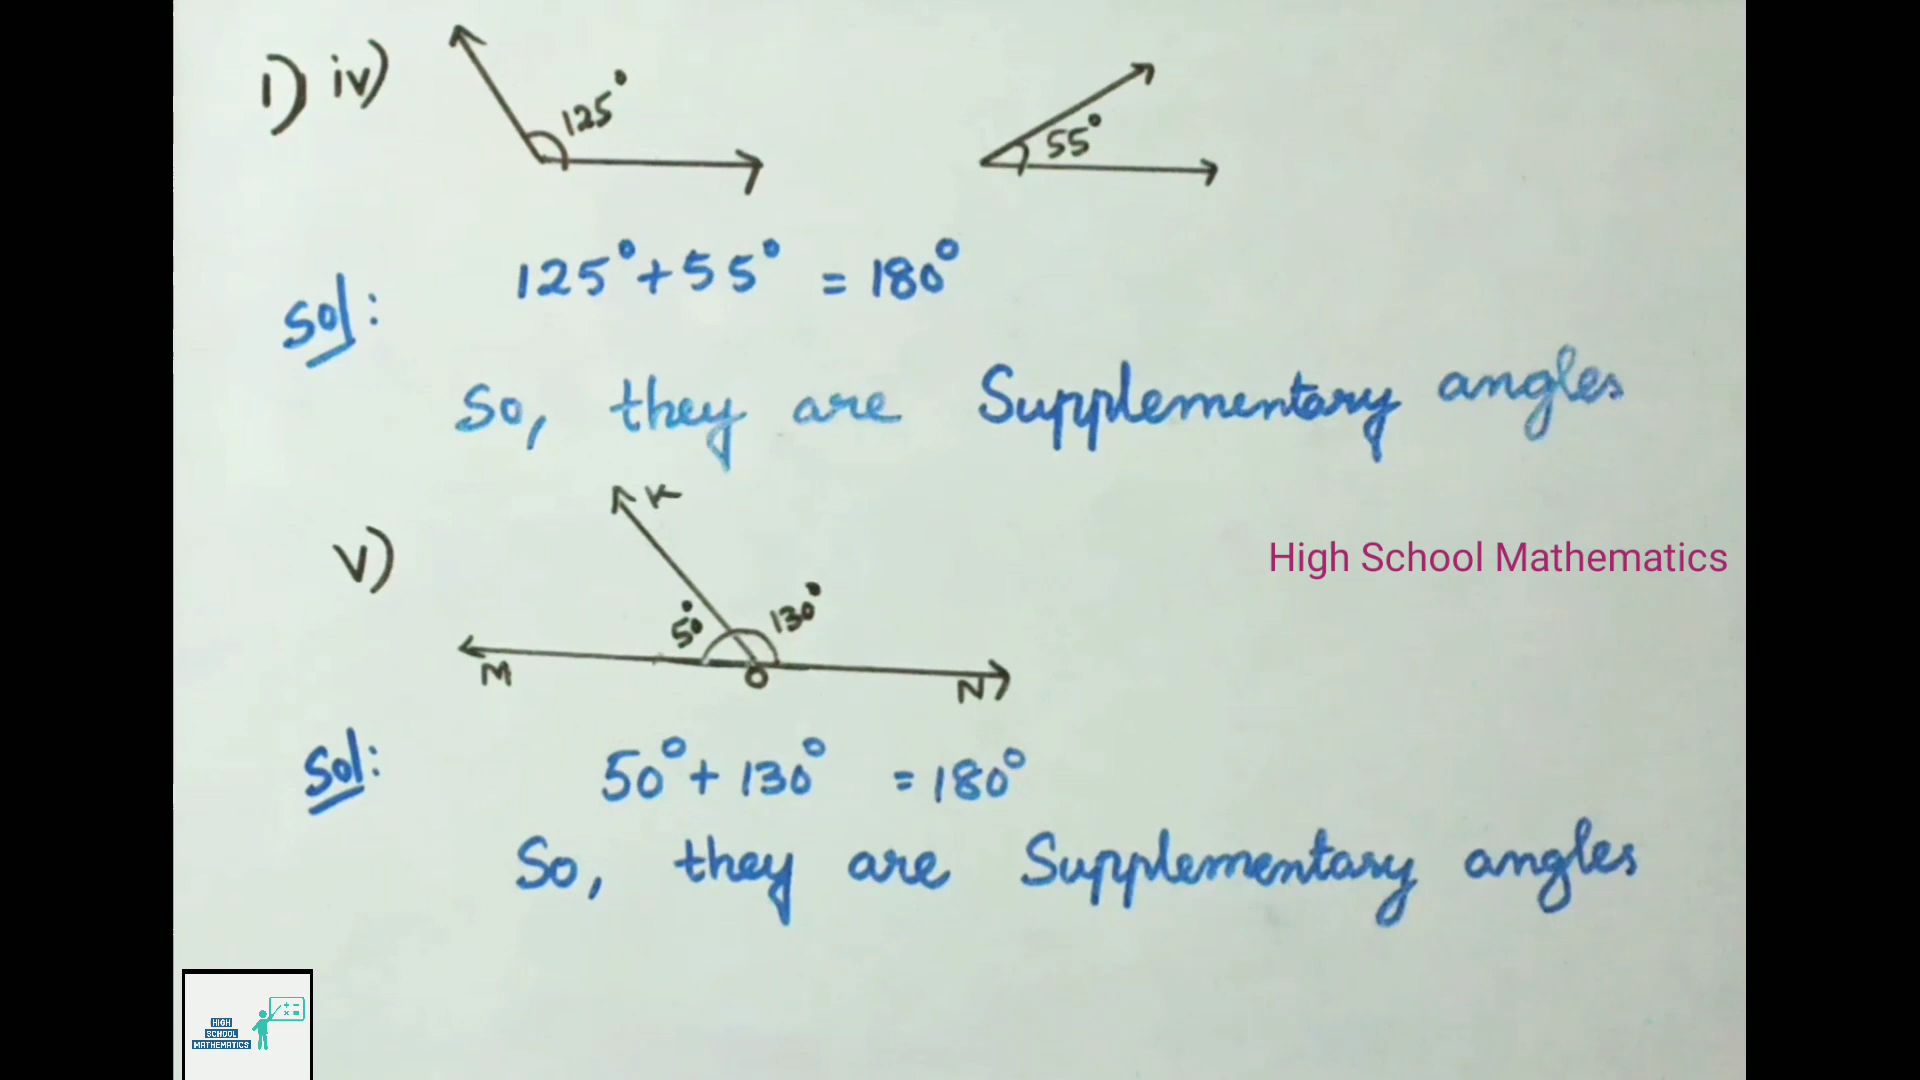 1) iv)
125°
55°
Sol: 125° + 55° = 180°
So, they are Supplementary angles
v)
K
50°
130°
M
O
N
High School Mathematics
Sol: 50° + 130° = 180°
So, they are Supplementary angles
HIGH
SCHOOL
MATHEMATICS